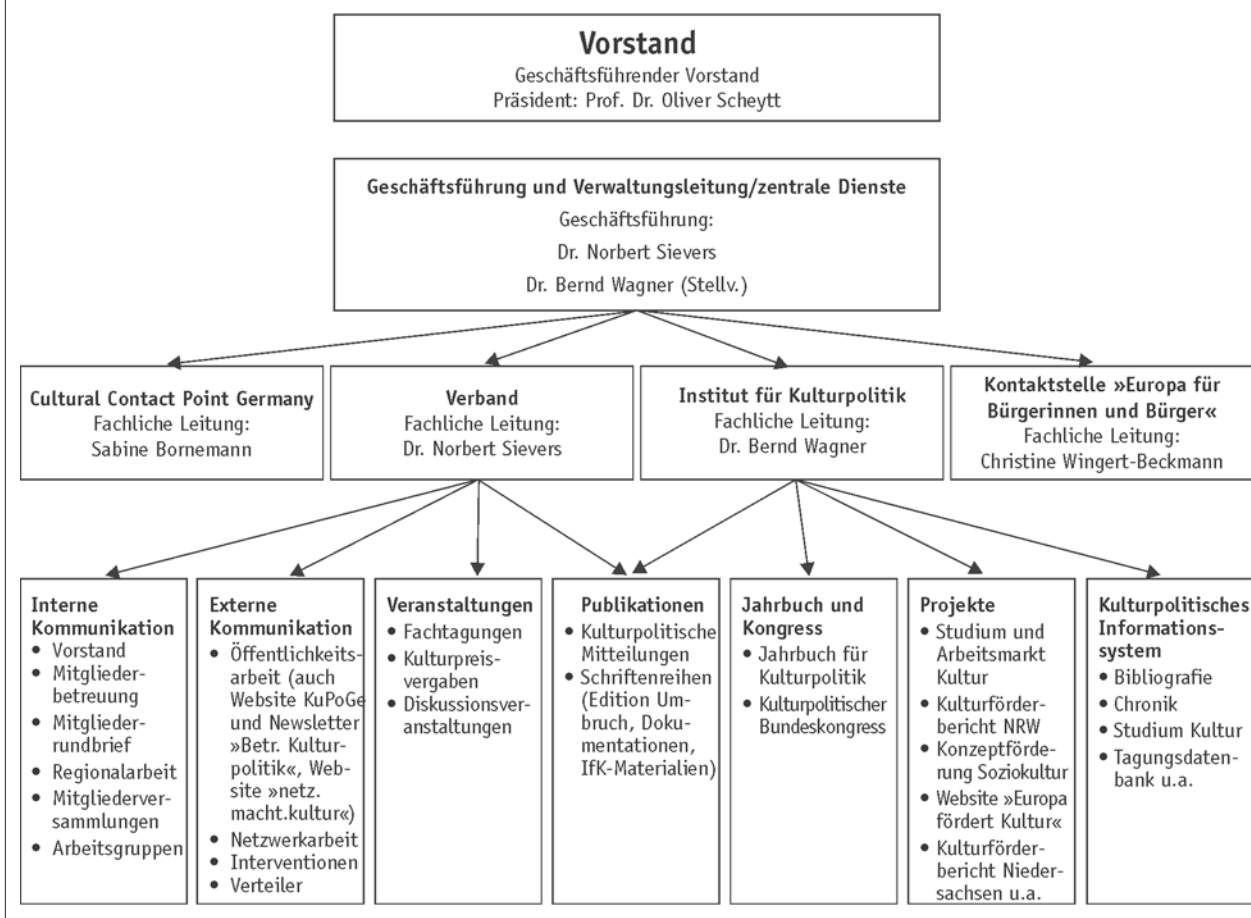 Vorstand
Geschäftsführender Vorstand
Präsident: Prof. Dr. Oliver Scheytt
Geschäftsführung und Verwaltungsleitung/zentrale Dienste
Geschäftsführung:
Dr. Norbert Sievers
Dr. Bernd Wagner (Stellv.)
Cultural Contact Point Germany
Fachliche Leitung:
Sabine Bornemann
Verband
Fachliche Leitung:
Dr. Norbert Sievers
Institut für Kulturpolitik
Fachliche Leitung:
Dr. Bernd Wagner
Kontaktstelle »Europa für
Bürgerinnen und Bürger«
Fachliche Leitung:
Christine Wingert-Beckmann
Interne
Kommunikation
• Vorstand
• Mitglieder-
betreuung
• Mitglieder-
rundbrief
• Regionalarbeit
• Mitgliederver-
sammlungen
• Arbeitsgruppen
Externe
Kommunikation
• Öffentlichkeits-
arbeit (auch
Website KuPoGe
und Newsletter
»Betr. Kultur-
politik«, Web-
site »netz.
macht.kultur«)
• Netzwerkarbeit
• Interventionen
• Verteiler
Veranstaltungen
• Fachtagungen
• Kulturpreis-
vergaben
• Diskussionsver-
anstaltungen
Publikationen
• Kulturpolitische
Mitteilungen
• Schriftenreihen
(Edition Um-
bruch, Doku-
mentationen,
IfK-Materialien)
Jahrbuch und
Kongress
• Jahrbuch für
Kulturpolitik
• Kulturpolitischer
Bundeskongress
Projekte
• Studium und
Arbeitsmarkt
Kultur
• Kulturförder-
bericht NRW
• Konzeptförde-
rung Soziokultur
• Website »Europa
fördert Kultur«
• Kulturförder-
bericht Nieder-
sachsen u.a.
Kulturpolitisches
Informations-
system
• Bibliografie
• Chronik
• Studium Kultur
• Tagungsdaten-
bank u.a.